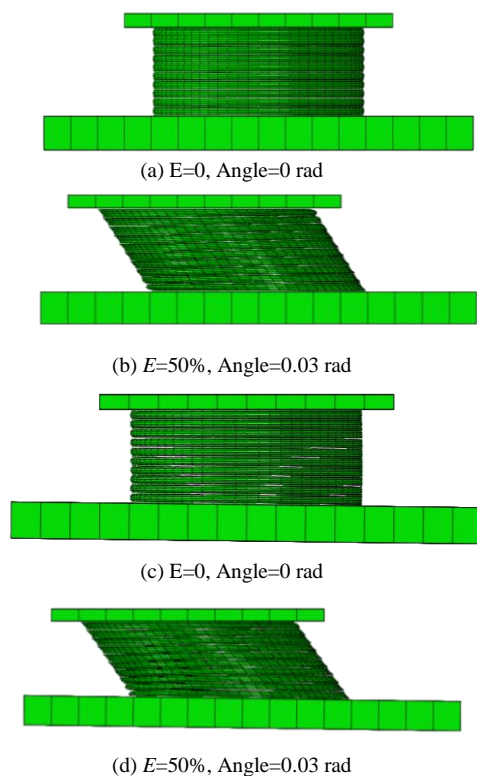 (a) E=0, Angle=0 rad
(b) E=50%, Angle=0.03 rad
(c) E=0, Angle=0 rad
(d) E=50%, Angle=0.03 rad